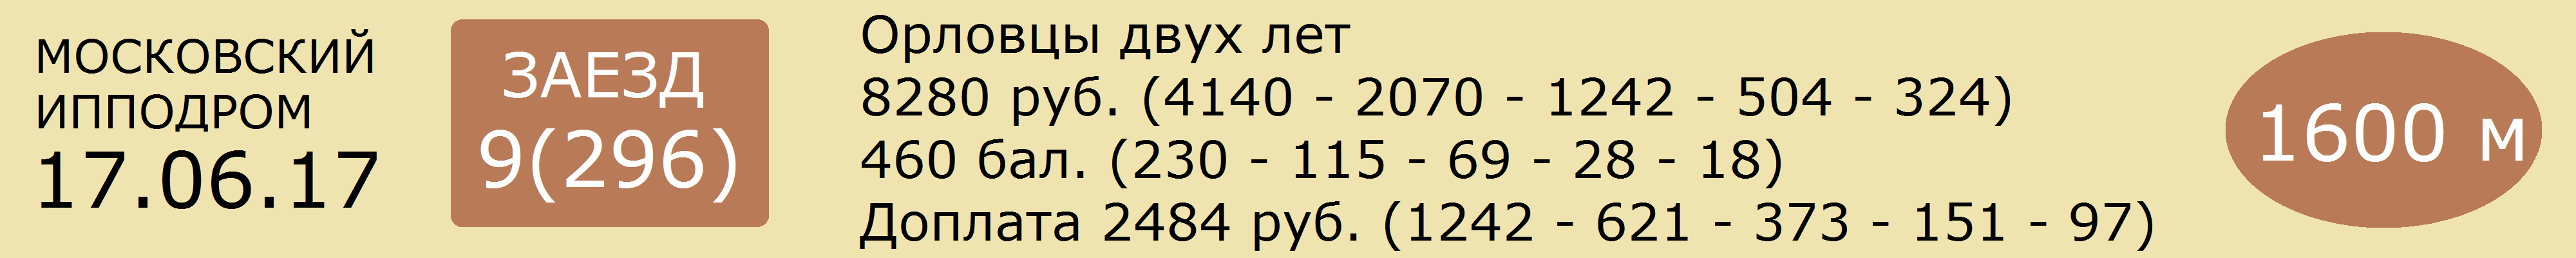 МОСКОВСКИЙ
ИППОДРОМ
17.06.17
ЗАЕЗД
9(296)
Орловцы двух лет
8280 руб. (4140 - 2070 - 1242 - 504 - 324)
460 бал. (230 - 115 - 69 - 28 - 18)
Доплата 2484 руб. (1242 - 621 - 373 - 151 - 97)
1600 м